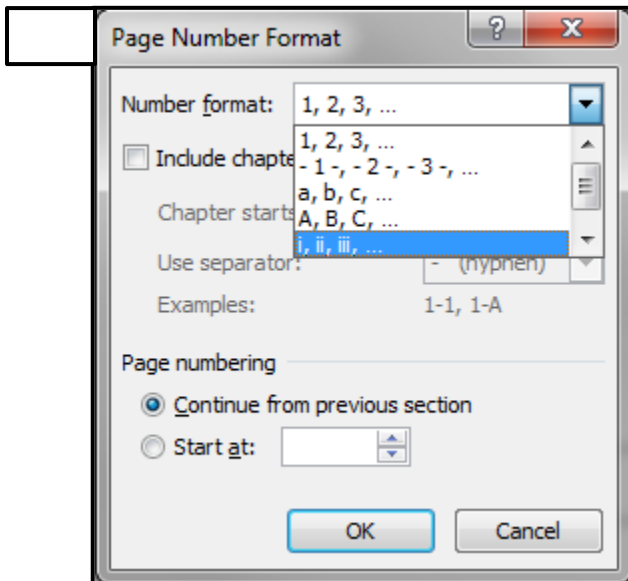 Page Number Format
Number format: 1, 2, 3, ...
1, 2, 3, ...
Include chapte - 1 -, - 2 -, - 3 -, ...
a, b, c, ...
Chapter starts A, B, C, ...
i, ii, iii, ...
Use separator: - (hyphen)
Examples: 1-1, 1-A
Page numbering
Continue from previous section
Start at:
OK Cancel